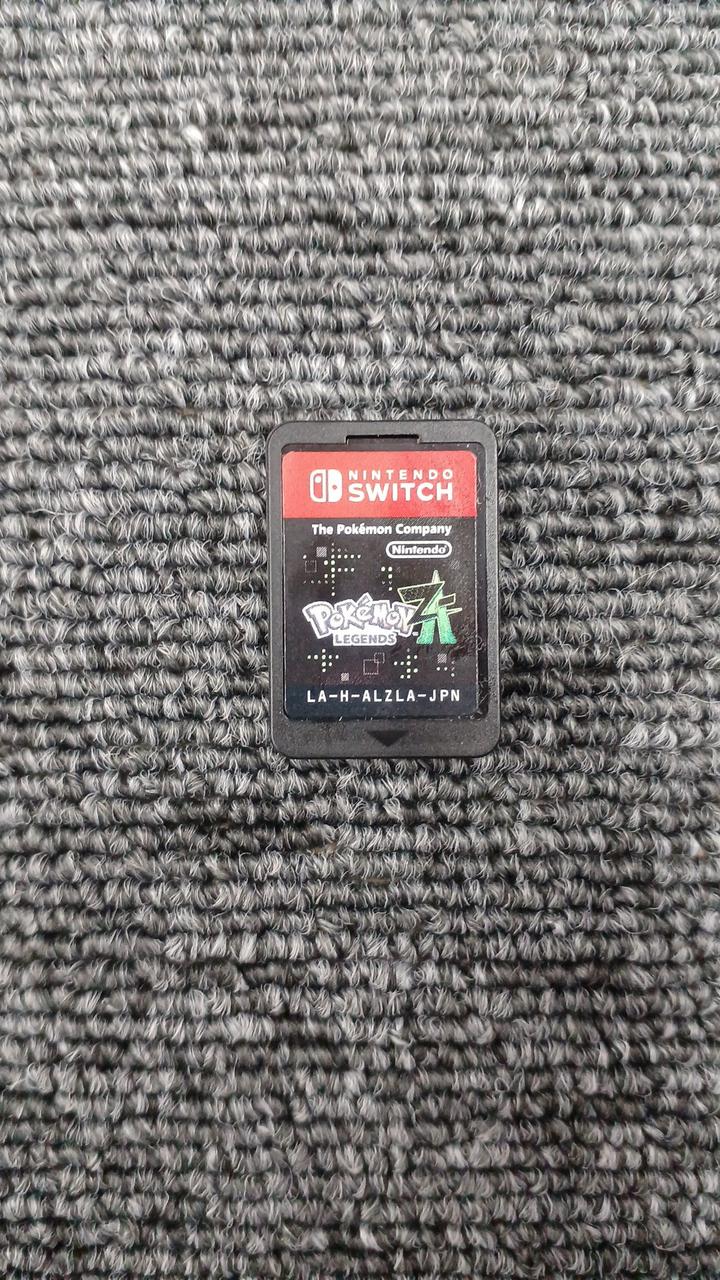 NINTENDO
SWITCH
The Pokémon Company
Nintendo
Pokémon
LEGENDS
Z-A
LA-H-ALZLA-JPN